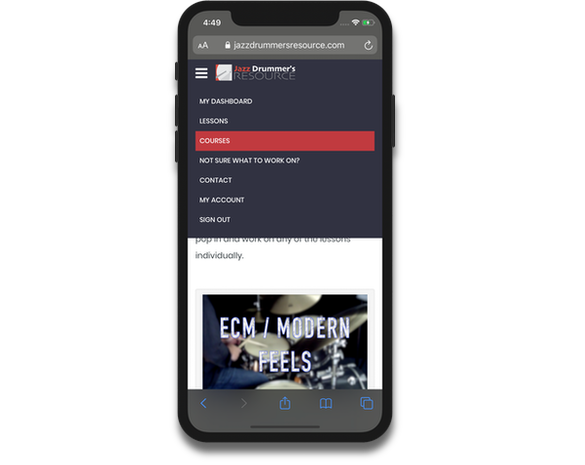 4:49
AA
jazzdrummersresource.com
Jazz Drummer's
RESOURCE
MY DASHBOARD
LESSONS
COURSES
NOT SURE WHAT TO WORK ON?
CONTACT
MY ACCOUNT
SIGN OUT
pop in and work on any of the lessons
individually.
ECM / MODERN
FEELS